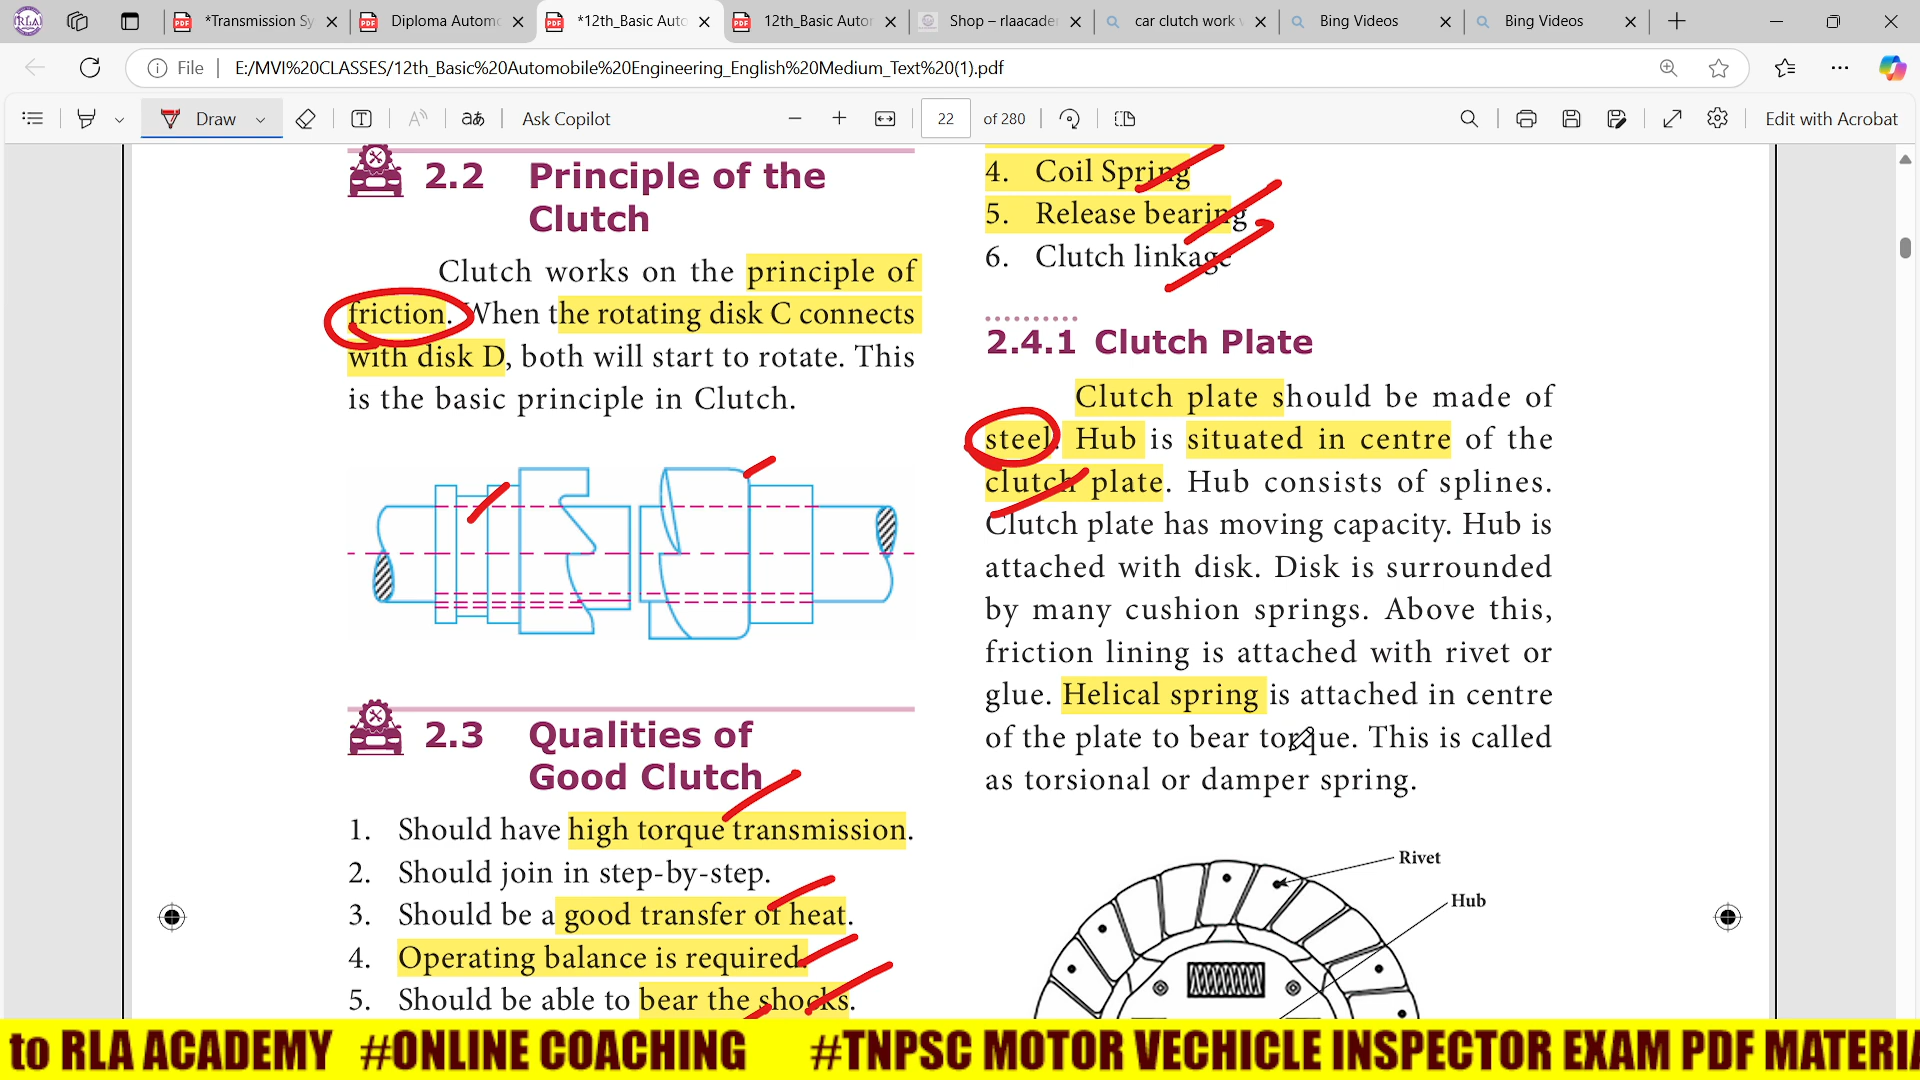 *Transmission Sy
Diploma Automo
*12th_Basic Auto
12th_Basic Autor
Shop – rlaacader
car clutch work v
Bing Videos
Bing Videos
File
E:/MVI%20CLASSES/12th_Basic%20Automobile%20Engineering_English%20Medium_Text%20(1).pdf
Draw
Ask Copilot
22 of 280
Edit with Acrobat
2.2 Principle of the
Clutch
Clutch works on the principle of
friction. When the rotating disk C connects
with disk D, both will start to rotate. This
is the basic principle in Clutch.
2.3 Qualities of
Good Clutch
1. Should have high torque transmission.
2. Should join in step-by-step.
3. Should be a good transfer of heat.
4. Operating balance is required.
5. Should be able to bear the shocks.
4. Coil Spring
5. Release bearing
6. Clutch linkage
2.4.1 Clutch Plate
Clutch plate should be made of
steel. Hub is situated in centre of the
clutch plate. Hub consists of splines.
Clutch plate has moving capacity. Hub is
attached with disk. Disk is surrounded
by many cushion springs. Above this,
friction lining is attached with rivet or
glue. Helical spring is attached in centre
of the plate to bear torque. This is called
as torsional or damper spring.
Rivet
Hub
to RLA ACADEMY #ONLINE COACHING #TNPSC MOTOR VECHICLE INSPECTOR EXAM PDF MATERIA